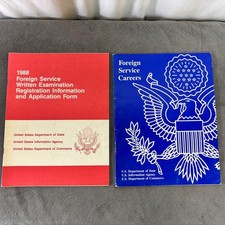 1988
Foreign Service
Written Examination
Registration Information
and Application Form
United States Department of State
United States Information Agency
United States Department of Commerce
Foreign
Service
Careers
U.S. Department of State
U.S. Information Agency
U.S. Department of Commerce